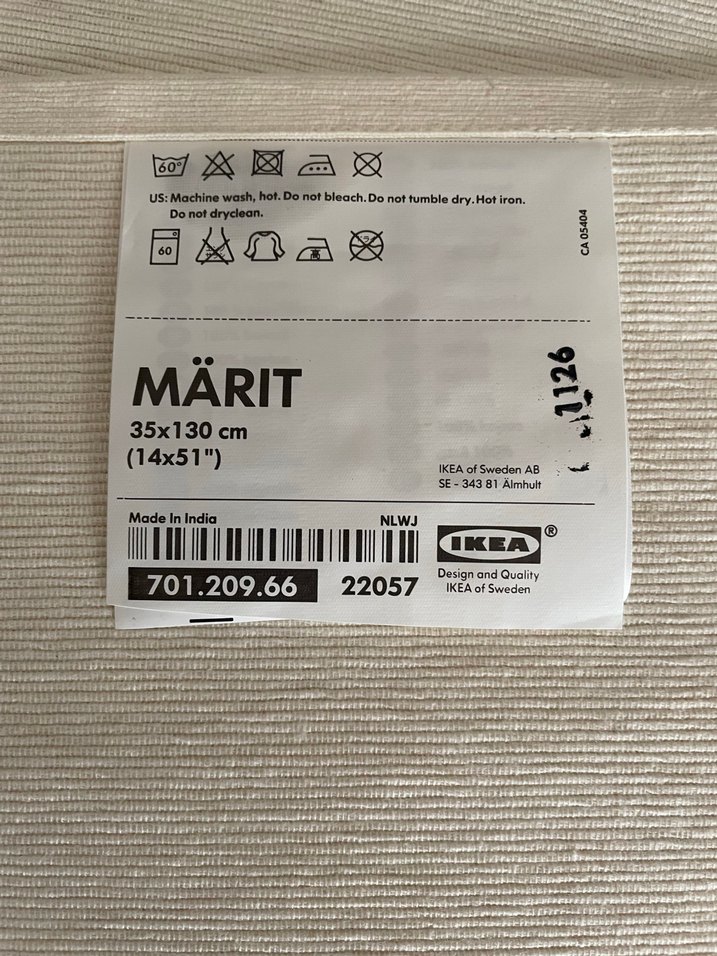 60°
US: Machine wash, hot. Do not bleach. Do not tumble dry. Hot iron.
Do not dryclean.
60
高
CA 05404
MÄRIT
35x130 cm
(14x51")
1126
IKEA of Sweden AB
SE - 343 81 Älmhult
Made In India
NLWJ
IKEA ®
701.209.66
22057
Design and Quality
IKEA of Sweden